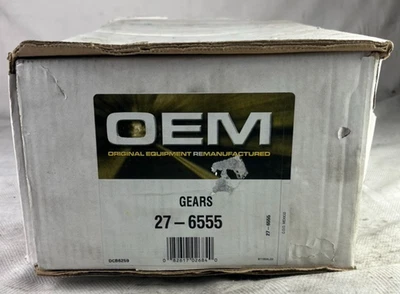 OEM
ORIGINAL EQUIPMENT REMANUFACTURED
GEARS
27-6555
27-6555